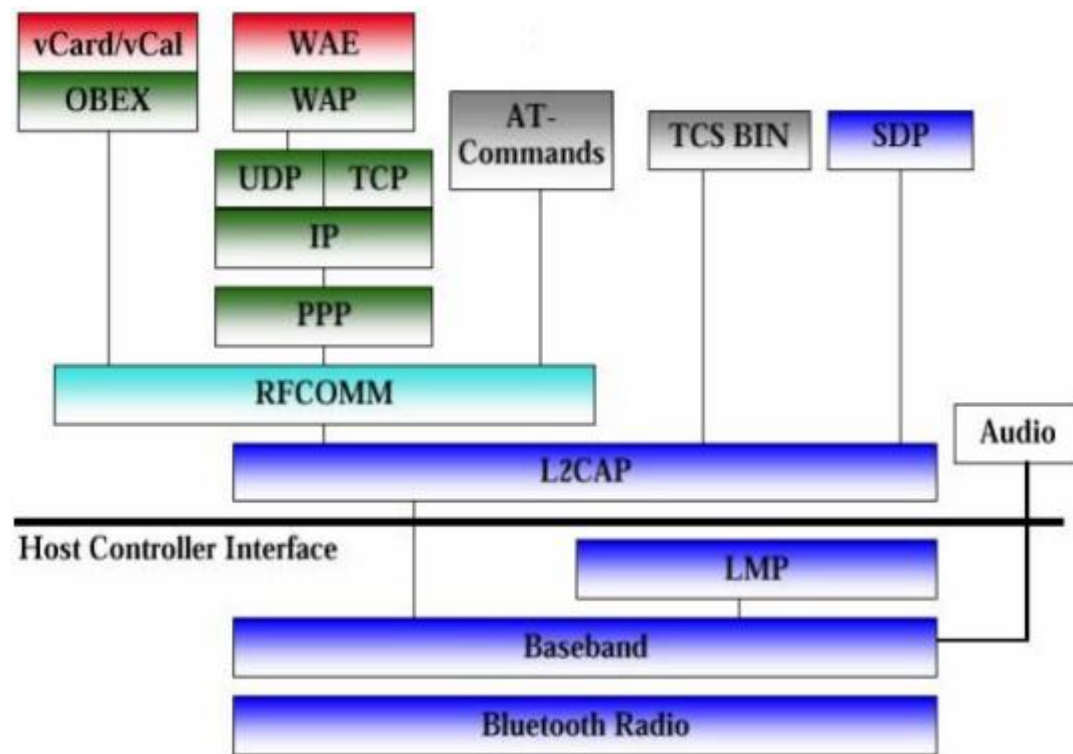 vCard/vCal
OBEX
WAE
WAP
UDP TCP
IP
PPP
AT-
Commands
TCS BIN
SDP
RFCOMM
Audio
L2CAP
Host Controller Interface
LMP
Baseband
Bluetooth Radio